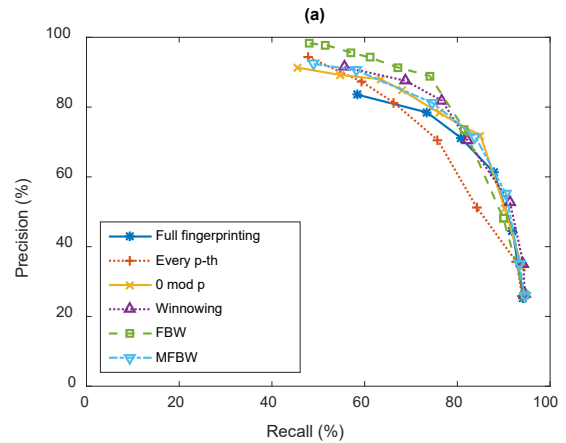 (a)
100
80
60
40
20
0
Precision (%)
Full fingerprinting
Every p-th
0 mod p
Winnowing
FBW
MFBW
0 20 40 60 80 100
Recall (%)